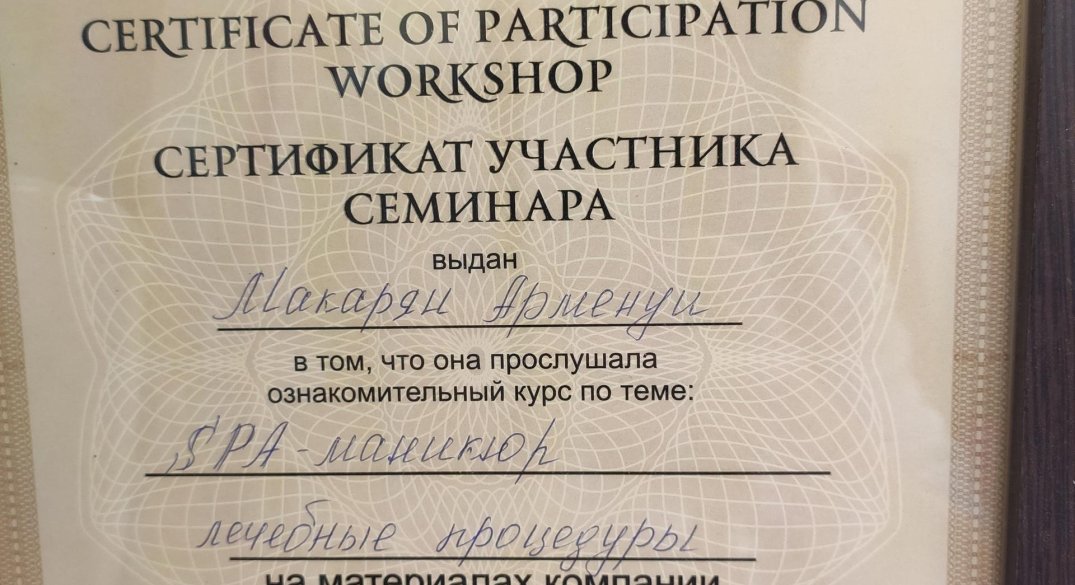 CERTIFICATE OF PARTICIPATION
WORKSHOP
СЕРТИФИКАТ УЧАСТНИКА
СЕМИНАРА
выдан
Макарян Арменуи
в том, что она прослушала
ознакомительный курс по теме:
SPA-маникюр
лечебные процедуры
на материалах компании